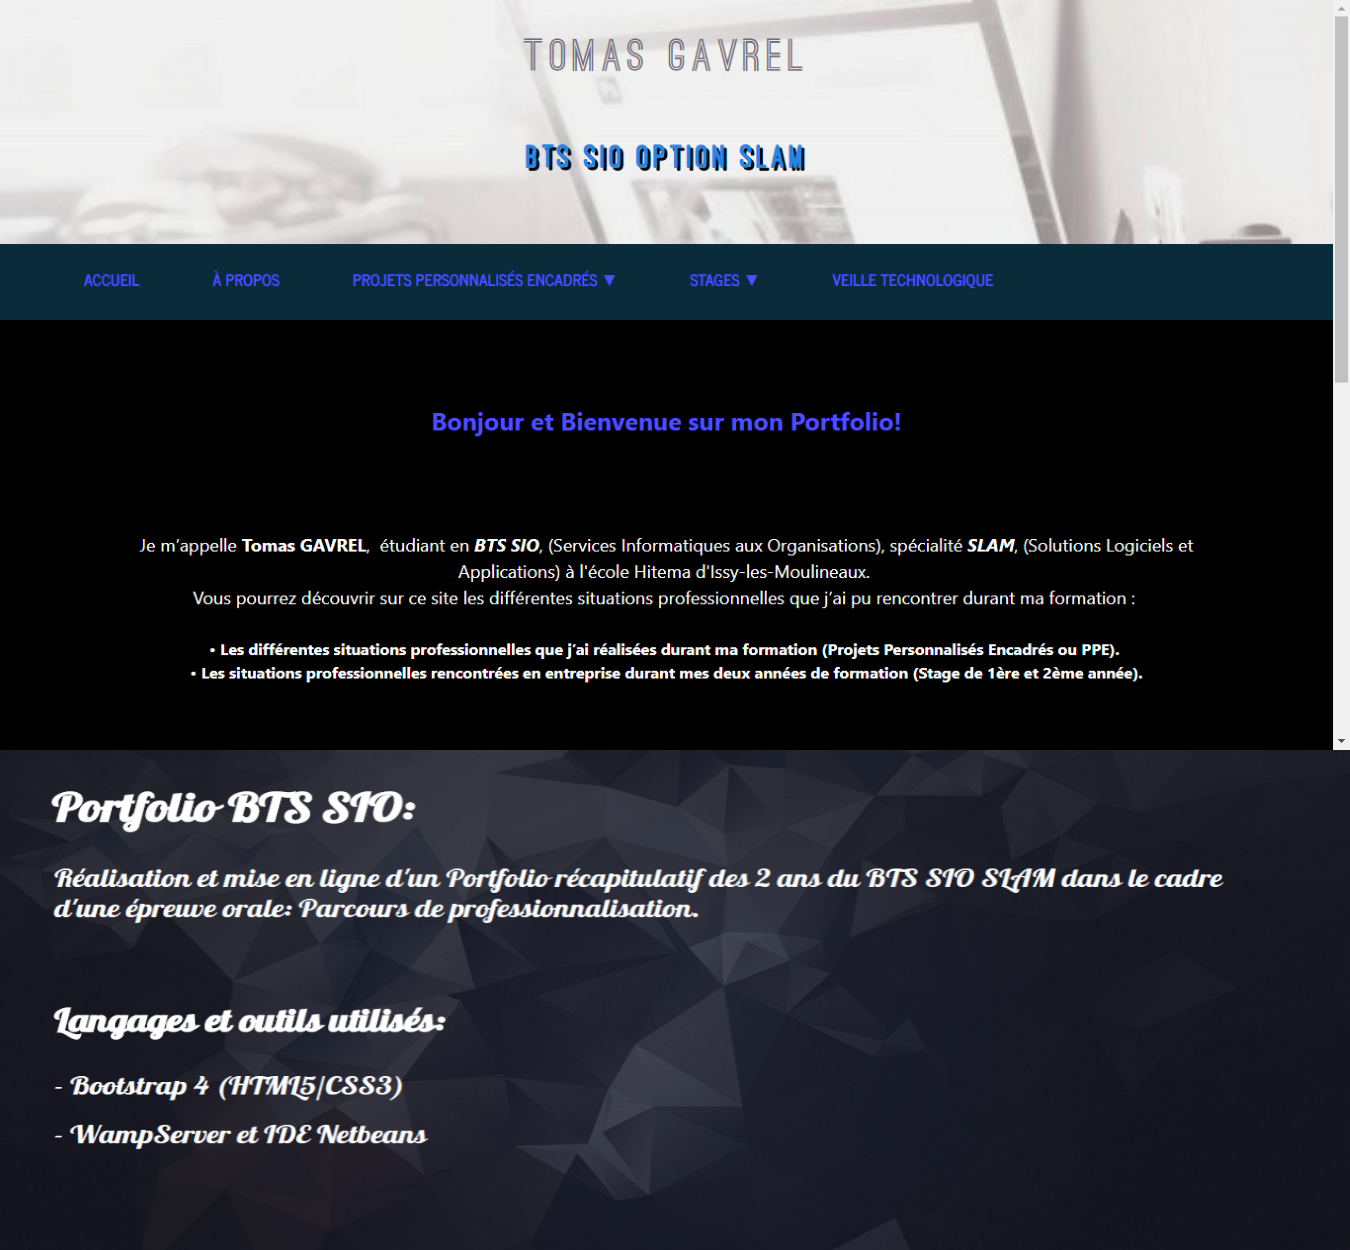 TOMAS GAVREL
BTS SIO OPTION SLAM
ACCUEIL À PROPOS PROJETS PERSONNALISÉS ENCADRÉS ▼ STAGES ▼ VEILLE TECHNOLOGIQUE
Bonjour et Bienvenue sur mon Portfolio!
Je m’appelle Tomas GAVREL,  étudiant en BTS SIO, (Services Informatiques aux Organisations), spécialité SLAM, (Solutions Logiciels et
Applications) à l'école Hitema d'Issy-les-Moulineaux.
Vous pourrez découvrir sur ce site les différentes situations professionnelles que j’ai pu rencontrer durant ma formation :
• Les différentes situations professionnelles que j’ai réalisées durant ma formation (Projets Personnalisés Encadrés ou PPE).
• Les situations professionnelles rencontrées en entreprise durant mes deux années de formation (Stage de 1ère et 2ème année).
Portfolio BTS SIO:
Réalisation et mise en ligne d'un Portfolio récapitulatif des 2 ans du BTS SIO SLAM dans le cadre
d'une épreuve orale: Parcours de professionnalisation.
Langages et outils utilisés:
- Bootstrap 4 (HTML5/CSS3)
- WampServer et IDE Netbeans